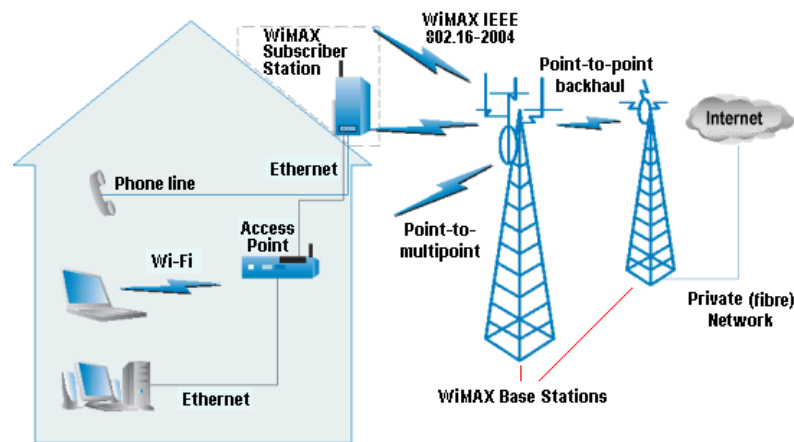 WiMAX
Subscriber
Station
WiMAX IEEE
802.16-2004
Point-to-point
backhaul
Internet
Ethernet
Phone line
Access
Point
Point-to-
multipoint
Wi-Fi
Private (fibre)
Network
Ethernet
WiMAX Base Stations